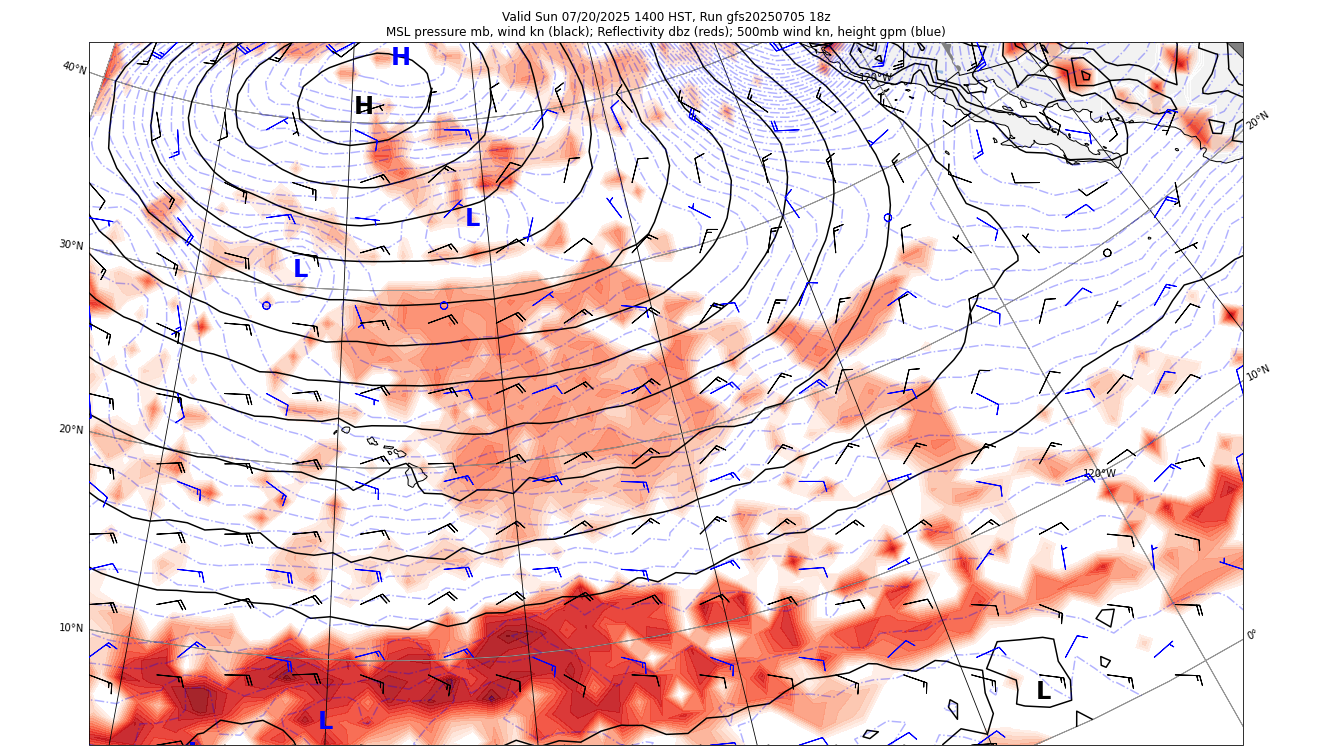 Valid Sun 07/20/2025 1400 HST, Run gfs20250705 18z
MSL pressure mb, wind kn (black); Reflectivity dbz (reds); 500mb wind kn, height gpm (blue)
H
40°N
120°W
H
20°N
L
30°N
L
10°N
20°N
120°W
10°N
0°
L
L